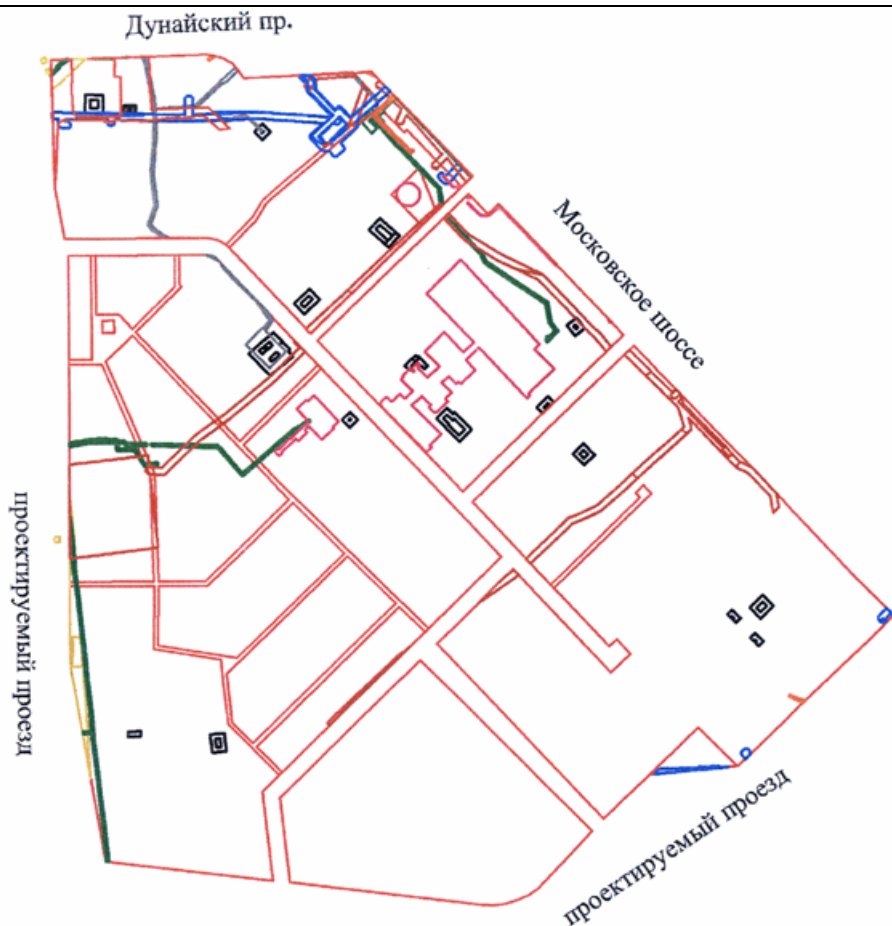 Дунайский пр.
Московское шоссе
проектируемый проезд
проектируемый проезд